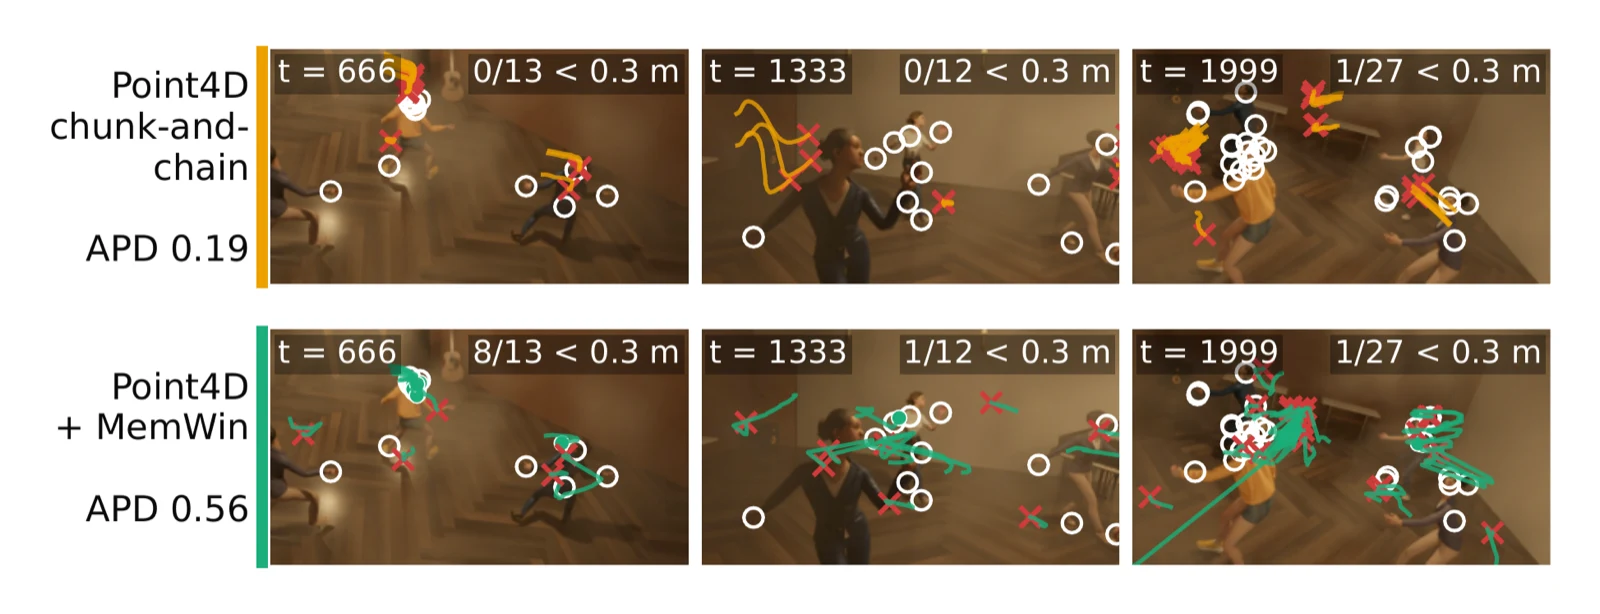 Point4D
chunk-and-
chain
APD 0.19
t = 666
0/13 < 0.3 m
t = 1333
0/12 < 0.3 m
t = 1999
1/27 < 0.3 m
Point4D
+ MemWin
APD 0.56
t = 666
8/13 < 0.3 m
t = 1333
1/12 < 0.3 m
t = 1999
1/27 < 0.3 m